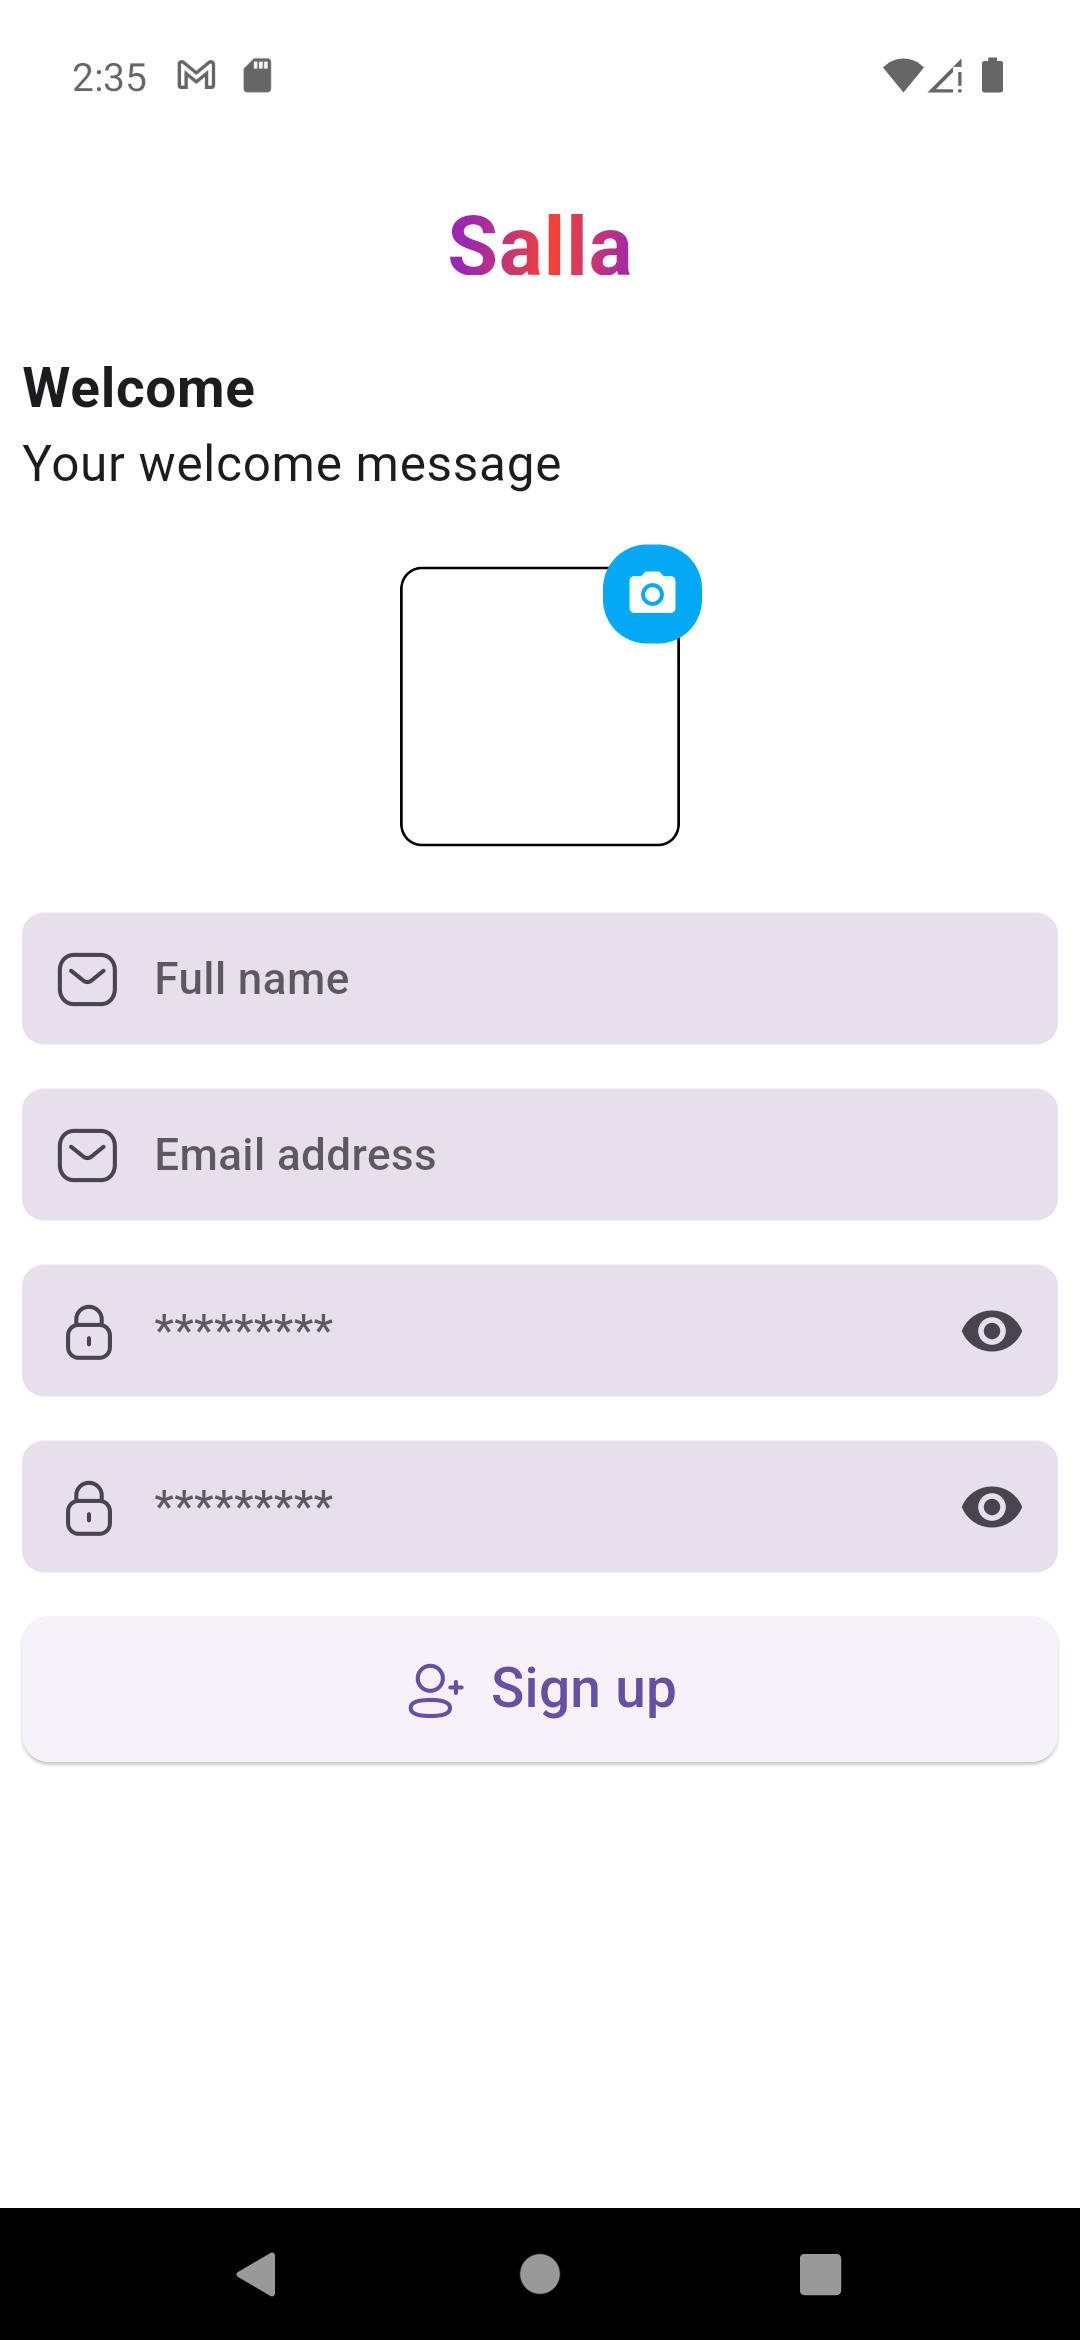 2:35
Salla
Welcome
Your welcome message
Full name
Email address
*********
*********
Sign up